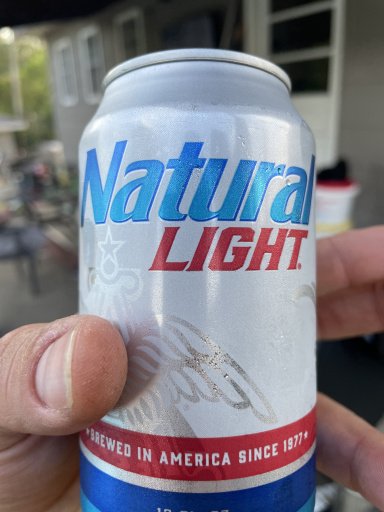 Natural
LIGHT
★BREWED IN AMERICA SINCE 1977★